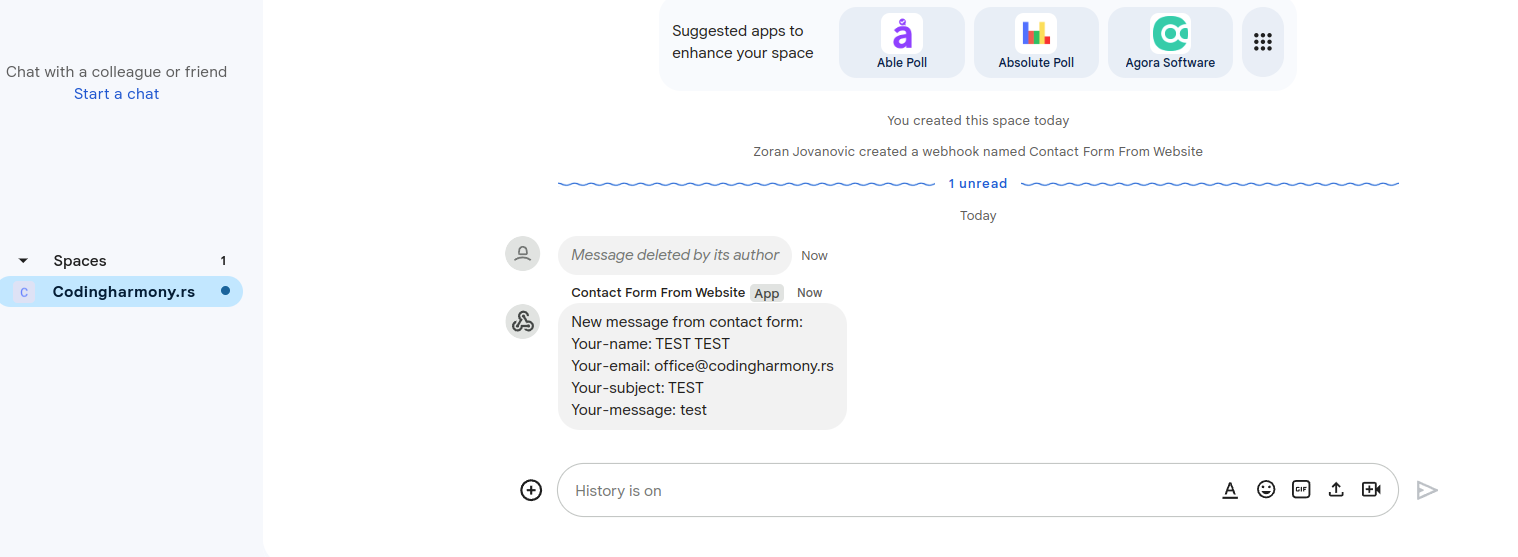 Chat with a colleague or friend
Start a chat
Spaces 1
C Codingharmony.rs
Suggested apps to
enhance your space
Able Poll
Absolute Poll
Agora Software
You created this space today
Zoran Jovanovic created a webhook named Contact Form From Website
1 unread
Today
Message deleted by its author Now
Contact Form From Website App Now
New message from contact form:
Your-name: TEST TEST
Your-email: office@codingharmony.rs
Your-subject: TEST
Your-message: test
History is on
A
GIF